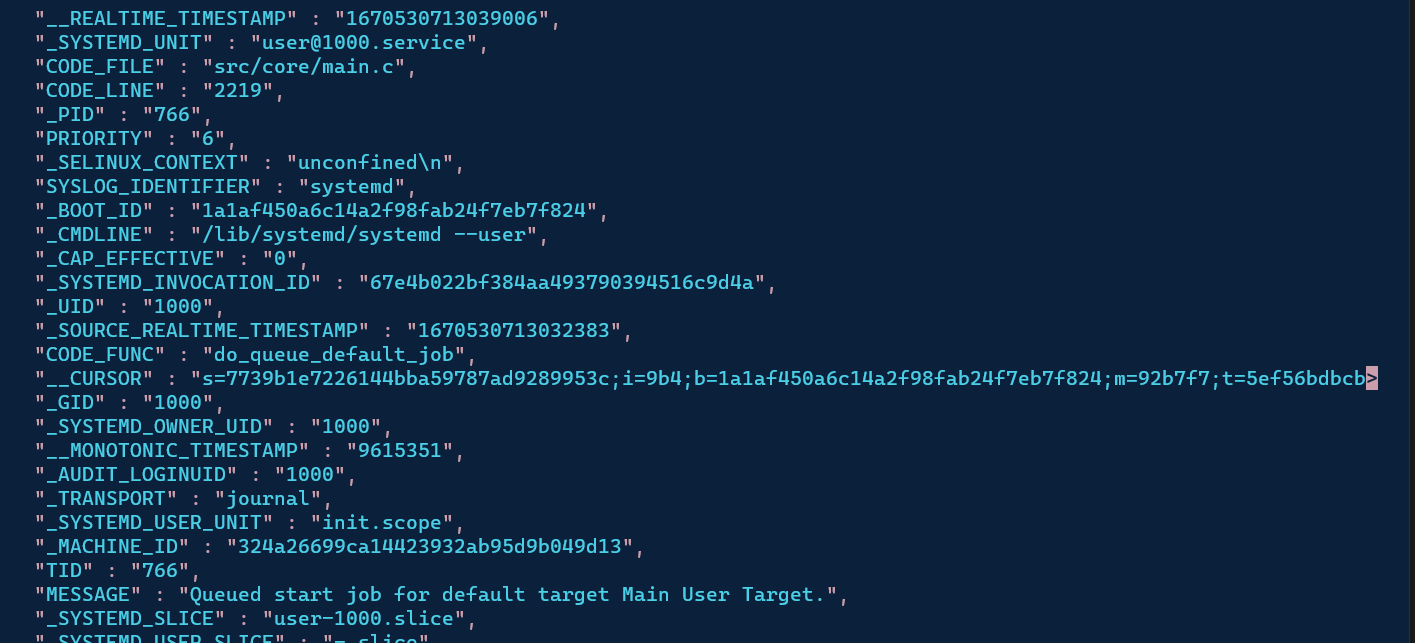 "__REALTIME_TIMESTAMP" : "1670530713039006",
"_SYSTEMD_UNIT" : "user@1000.service",
"CODE_FILE" : "src/core/main.c",
"CODE_LINE" : "2219",
"_PID" : "766",
"PRIORITY" : "6",
"_SELINUX_CONTEXT" : "unconfined\n",
"SYSLOG_IDENTIFIER" : "systemd",
"_BOOT_ID" : "1a1af450a6c14a2f98fab24f7eb7f824",
"_CMDLINE" : "/lib/systemd/systemd --user",
"_CAP_EFFECTIVE" : "0",
"_SYSTEMD_INVOCATION_ID" : "67e4b022bf384aa493790394516c9d4a",
"_UID" : "1000",
"_SOURCE_REALTIME_TIMESTAMP" : "1670530713032383",
"CODE_FUNC" : "do_queue_default_job",
"__CURSOR" : "s=7739b1e7226144bba59787ad9289953c;i=9b4;b=1a1af450a6c14a2f98fab24f7eb7f824;m=92b7f7;t=5ef56bdbcb>
"_GID" : "1000",
"_SYSTEMD_OWNER_UID" : "1000",
"__MONOTONIC_TIMESTAMP" : "9615351",
"_AUDIT_LOGINUID" : "1000",
"_TRANSPORT" : "journal",
"_SYSTEMD_USER_UNIT" : "init.scope",
"_MACHINE_ID" : "324a26699ca14423932ab95d9b049d13",
"TID" : "766",
"MESSAGE" : "Queued start job for default target Main User Target.",
"_SYSTEMD_SLICE" : "user-1000.slice",
"_SYSTEMD_USER_SLICE" : "-.slice"